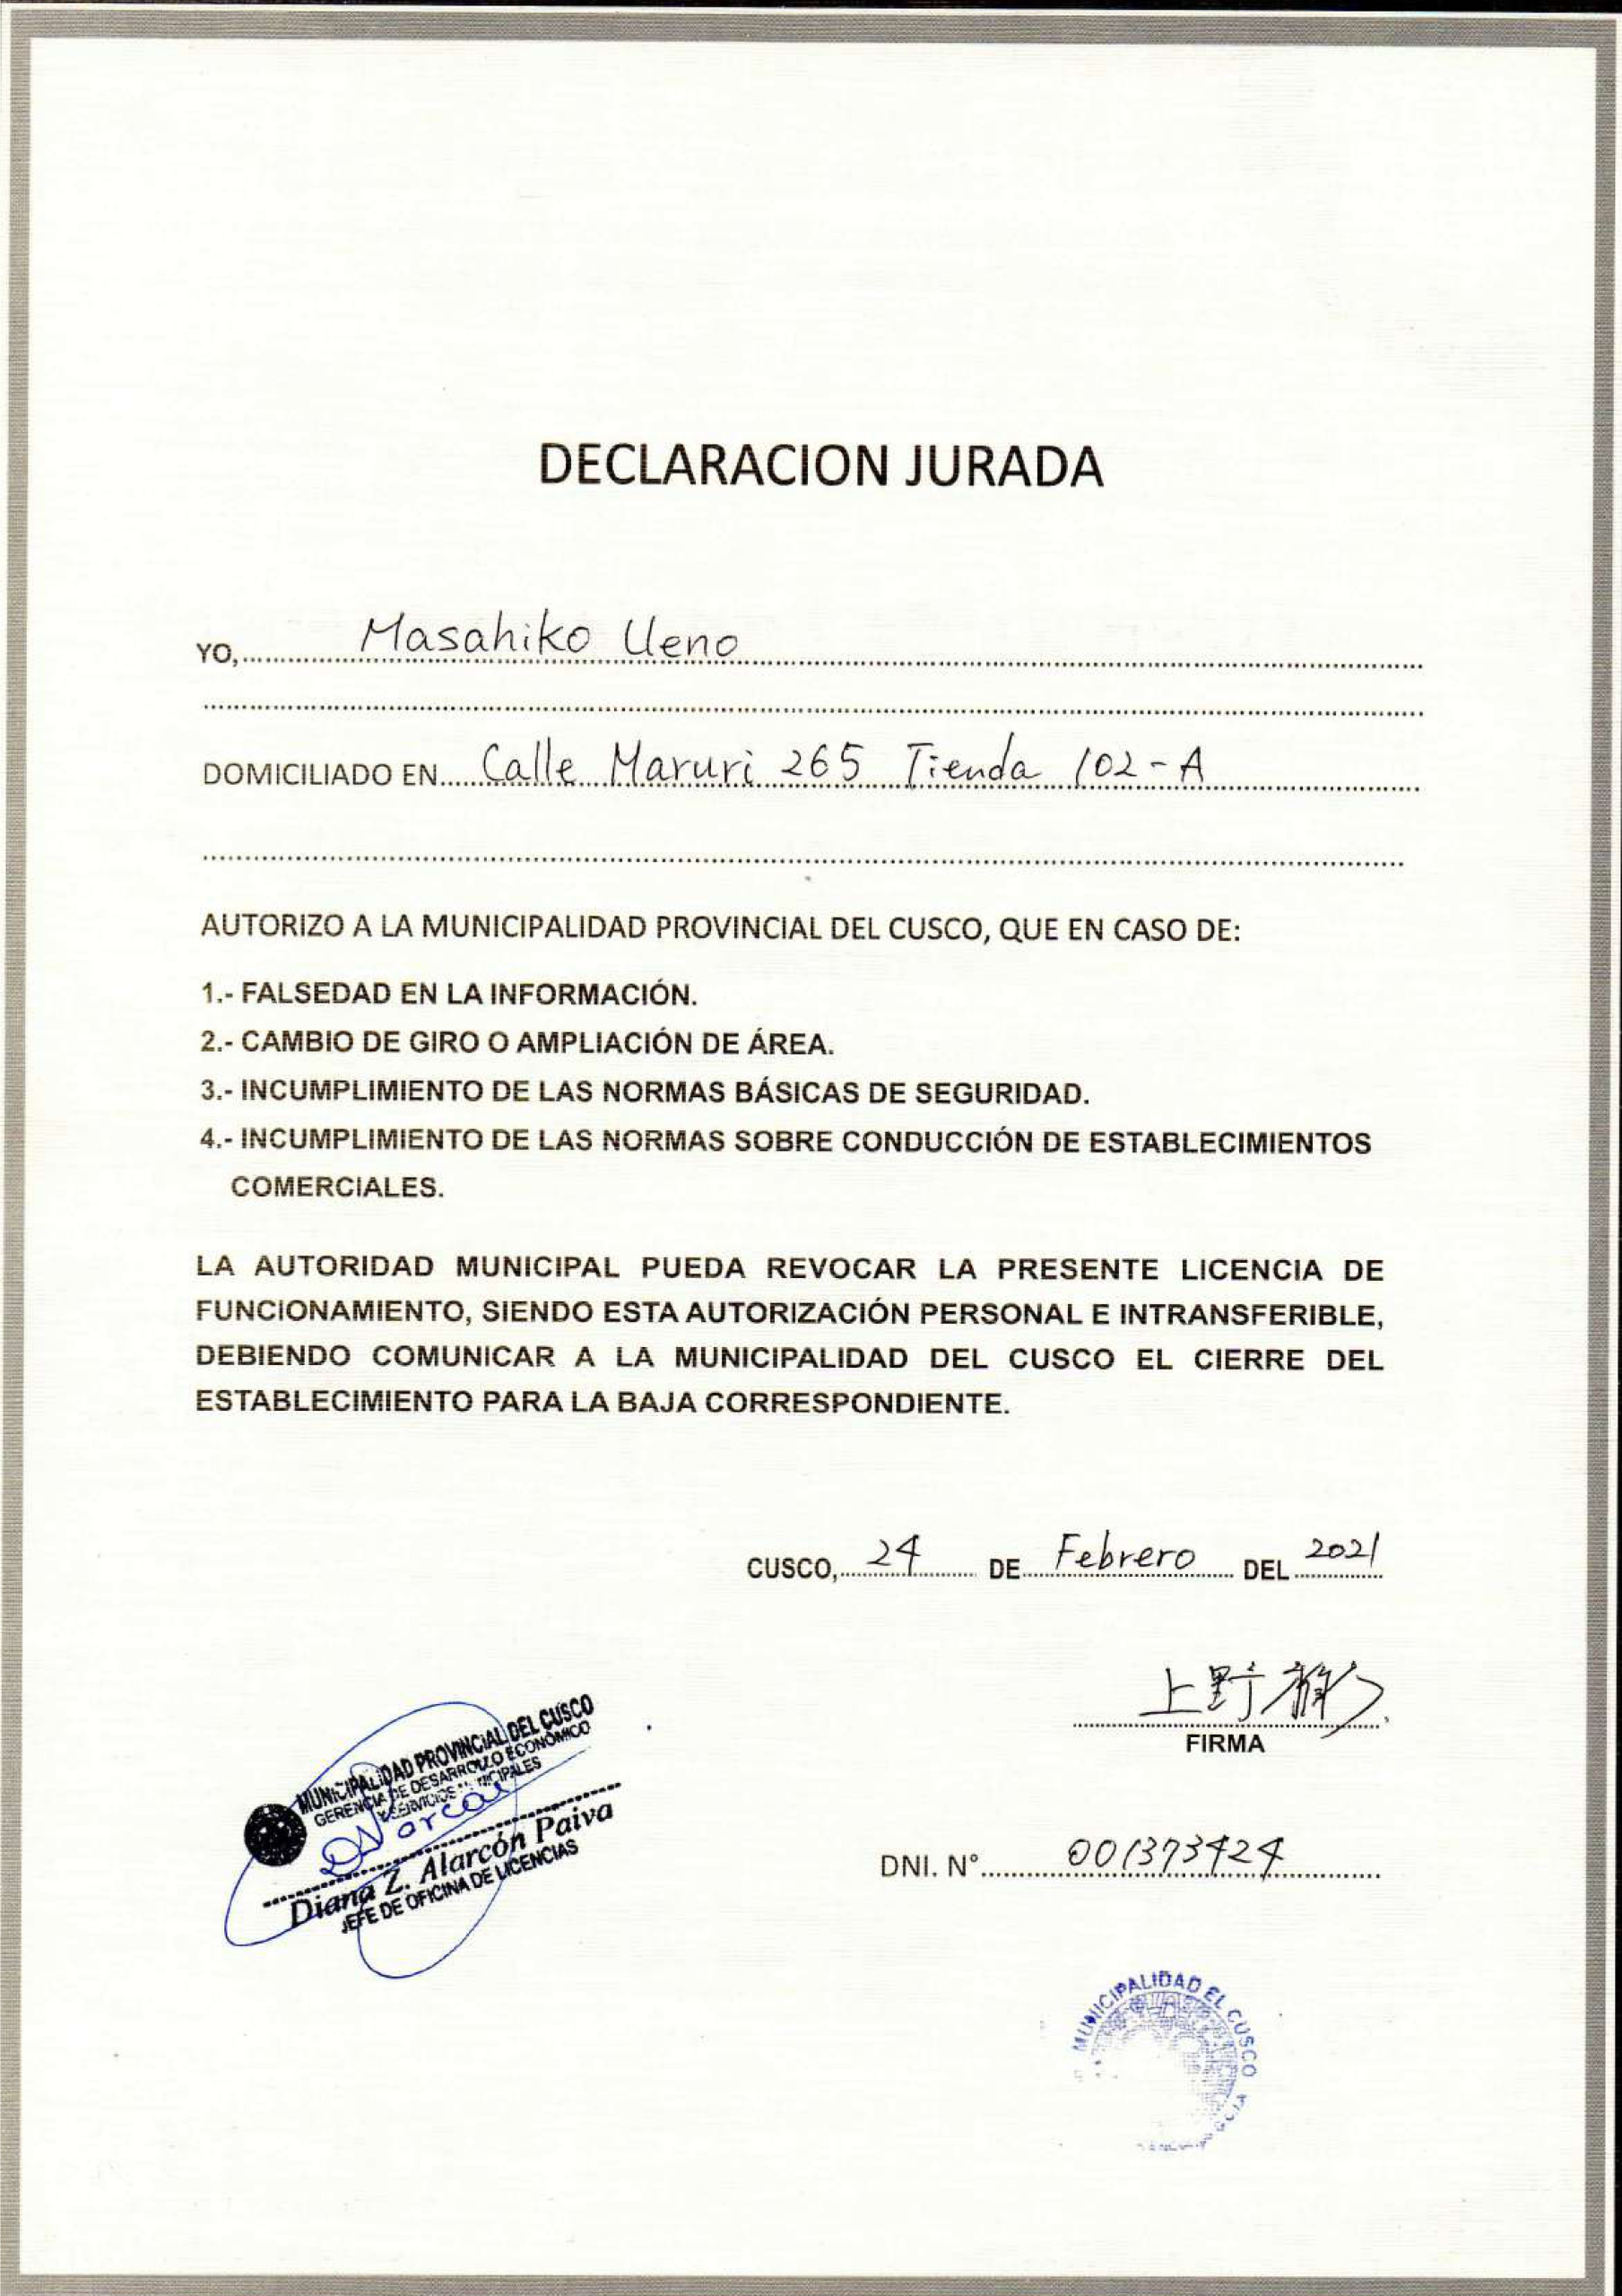 DECLARACION JURADA
YO, Masahiko Ueno
DOMICILIADO EN Calle Maruri 265 Tienda 102-A
AUTORIZO A LA MUNICIPALIDAD PROVINCIAL DEL CUSCO, QUE EN CASO DE:
1.- FALSEDAD EN LA INFORMACIÓN.
2.- CAMBIO DE GIRO O AMPLIACIÓN DE ÁREA.
3.- INCUMPLIMIENTO DE LAS NORMAS BÁSICAS DE SEGURIDAD.
4.- INCUMPLIMIENTO DE LAS NORMAS SOBRE CONDUCCIÓN DE ESTABLECIMIENTOS
COMERCIALES.
LA AUTORIDAD MUNICIPAL PUEDA REVOCAR LA PRESENTE LICENCIA DE
FUNCIONAMIENTO, SIENDO ESTA AUTORIZACIÓN PERSONAL E INTRANSFERIBLE,
DEBIENDO COMUNICAR A LA MUNICIPALIDAD DEL CUSCO EL CIERRE DEL
ESTABLECIMIENTO PARA LA BAJA CORRESPONDIENTE.
CUSCO, 24 DE Febrero DEL 2021
上野雅彦
FIRMA
MUNICIPALIDAD PROVINCIAL DEL CUSCO
GERENCIA DE DESARROLLO ECONÓMICO
Y SERVICIOS MUNICIPALES
Diana Z. Alarcón Paiva
JEFE DE OFICINA DE LICENCIAS
DNI. N° 001373424
MUNICIPALIDAD EL CUSCO